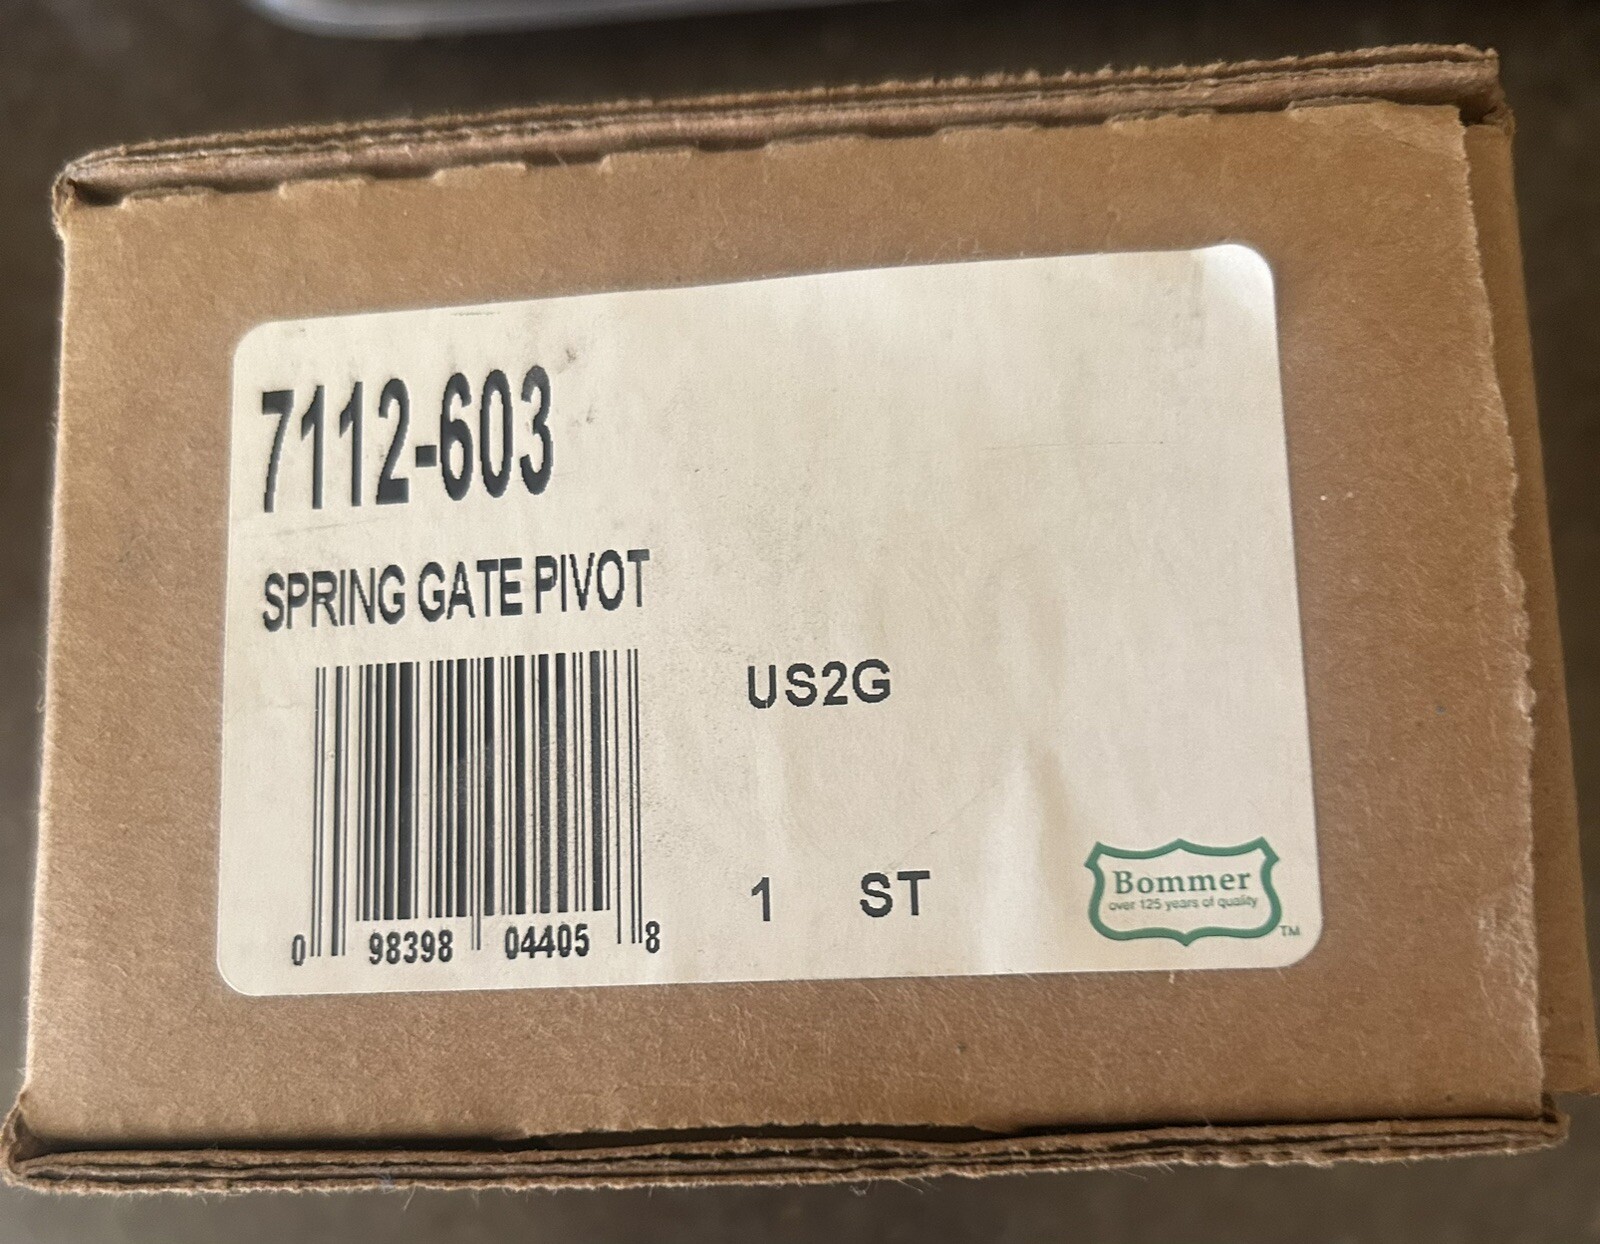 7112-603
SPRING GATE PIVOT
US2G
0 98398 04405 8
1 ST
Bommer
over 125 years of quality
TM